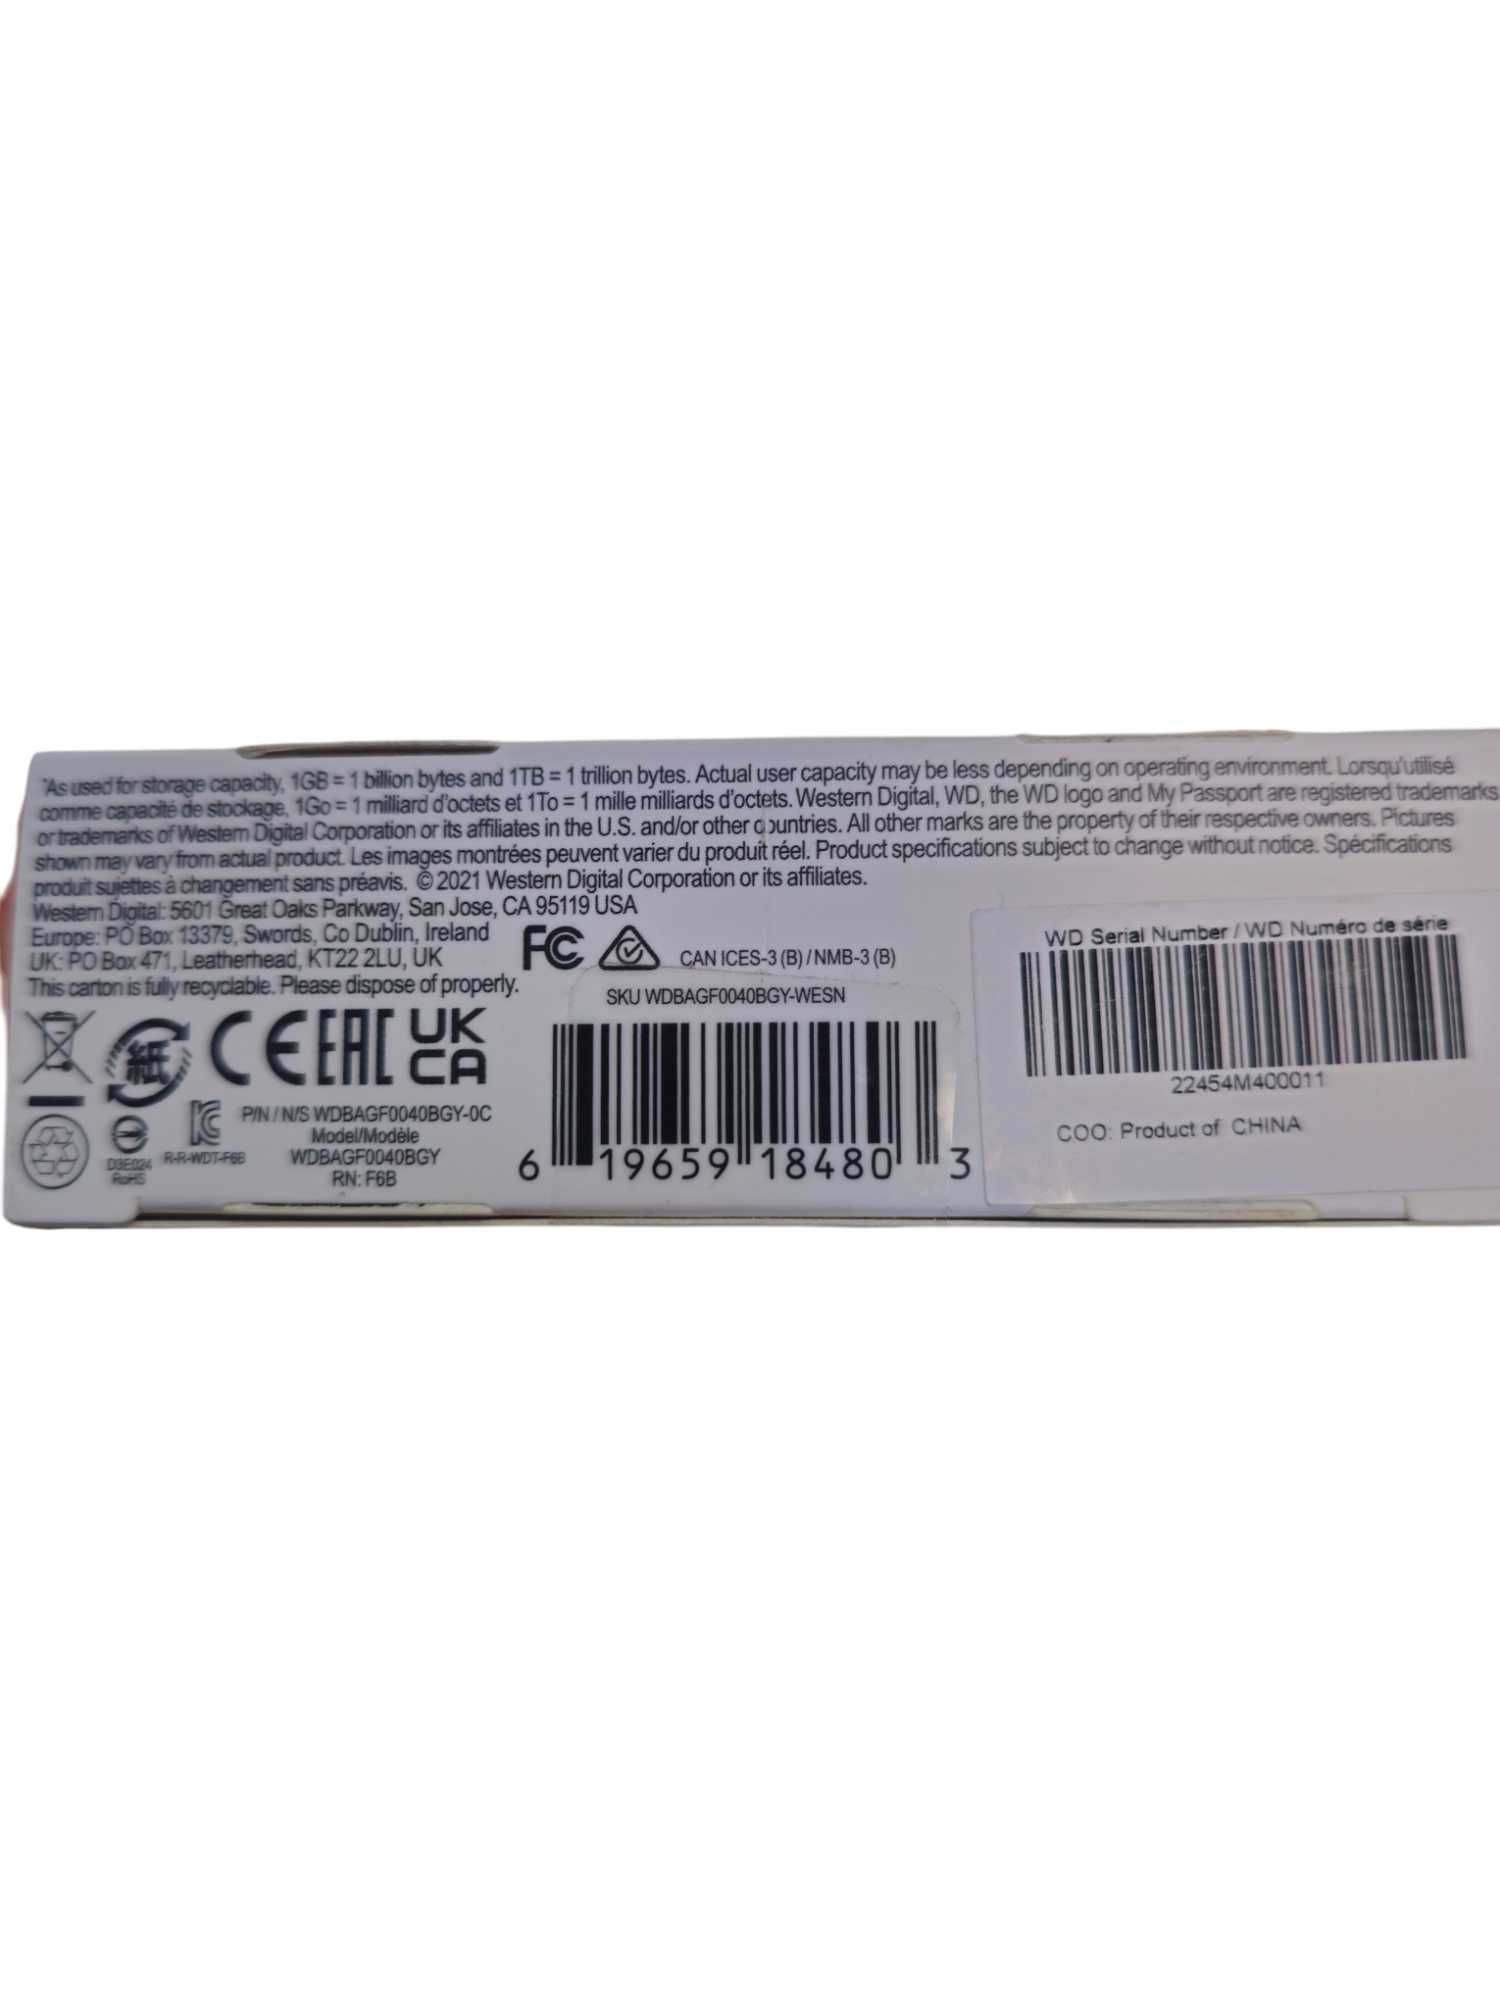 *As used for storage capacity, 1GB = 1 billion bytes and 1TB = 1 trillion bytes. Actual user capacity may be less depending on operating environment. Lorsqu'utilisé
comme capacité de stockage, 1Go = 1 milliard d'octets et 1To = 1 mille milliards d'octets. Western Digital, WD, the WD logo and My Passport are registered trademarks
or trademarks of Western Digital Corporation or its affiliates in the U.S. and/or other countries. All other marks are the property of their respective owners. Pictures
shown may vary from actual product. Les images montrées peuvent varier du produit réel. Product specifications subject to change without notice. Spécifications
produit sujettes à changement sans préavis. © 2021 Western Digital Corporation or its affiliates.
Western Digital: 5601 Great Oaks Parkway, San Jose, CA 95119 USA
Europe: PO Box 13379, Swords, Co Dublin, Ireland
UK: PO Box 471, Leatherhead, KT22 2LU, UK
This carton is fully recyclable. Please dispose of properly.
FC
CAN ICES-3 (B) / NMB-3 (B)
SKU WDBAGF0040BGY-WESN
紙
CE EAC UK
CA
P/N / N/S WDBAGF0040BGY-0C
Model/Modèle
WDBAGF0040BGY
RN: F6B
D3E024
RoHS
R-R-WDT-F6B
6 19659 18480 3
WD Serial Number / WD Numéro de série
22454M400011
COO: Product of CHINA